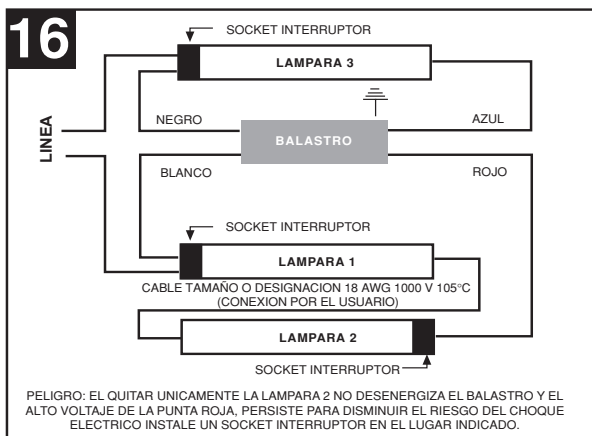 16
SOCKET INTERRUPTOR
LAMPARA 3
NEGRO
AZUL
LINEA
BALASTRO
BLANCO
ROJO
SOCKET INTERRUPTOR
LAMPARA 1
CABLE TAMAÑO O DESIGNACION 18 AWG 1000 V 105°C
(CONEXION POR EL USUARIO)
LAMPARA 2
SOCKET INTERRUPTOR
PELIGRO: EL QUITAR UNICAMENTE LA LAMPARA 2 NO DESENERGIZA EL BALASTRO Y EL
ALTO VOLTAJE DE LA PUNTA ROJA, PERSISTE PARA DISMINUIR EL RIESGO DEL CHOQUE
ELECTRICO INSTALE UN SOCKET INTERRUPTOR EN EL LUGAR INDICADO.